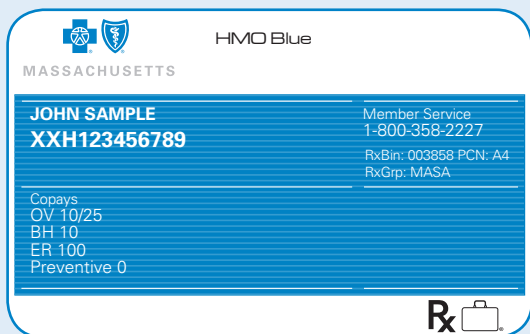 HMO Blue
MASSACHUSETTS
JOHN SAMPLE
XXH123456789
Member Service
1-800-358-2227
RxBin: 003858 PCN: A4
RxGrp: MASA
Copays
OV 10/25
BH 10
ER 100
Preventive 0
Rx